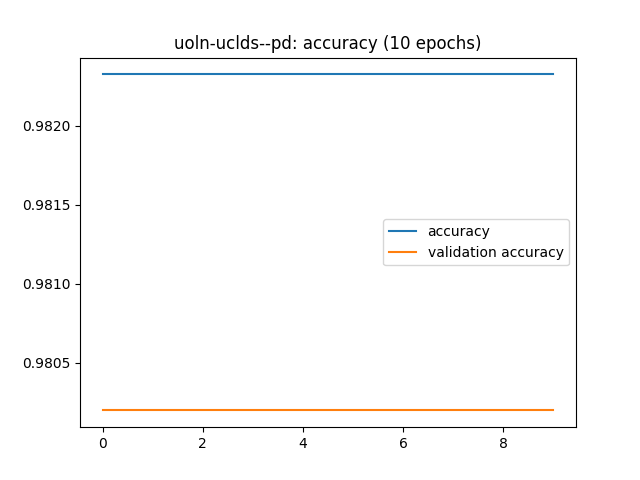 uoln-uclds--pd: accuracy (10 epochs)
0.9820
0.9815
0.9810
0.9805
accuracy
validation accuracy
0 2 4 6 8